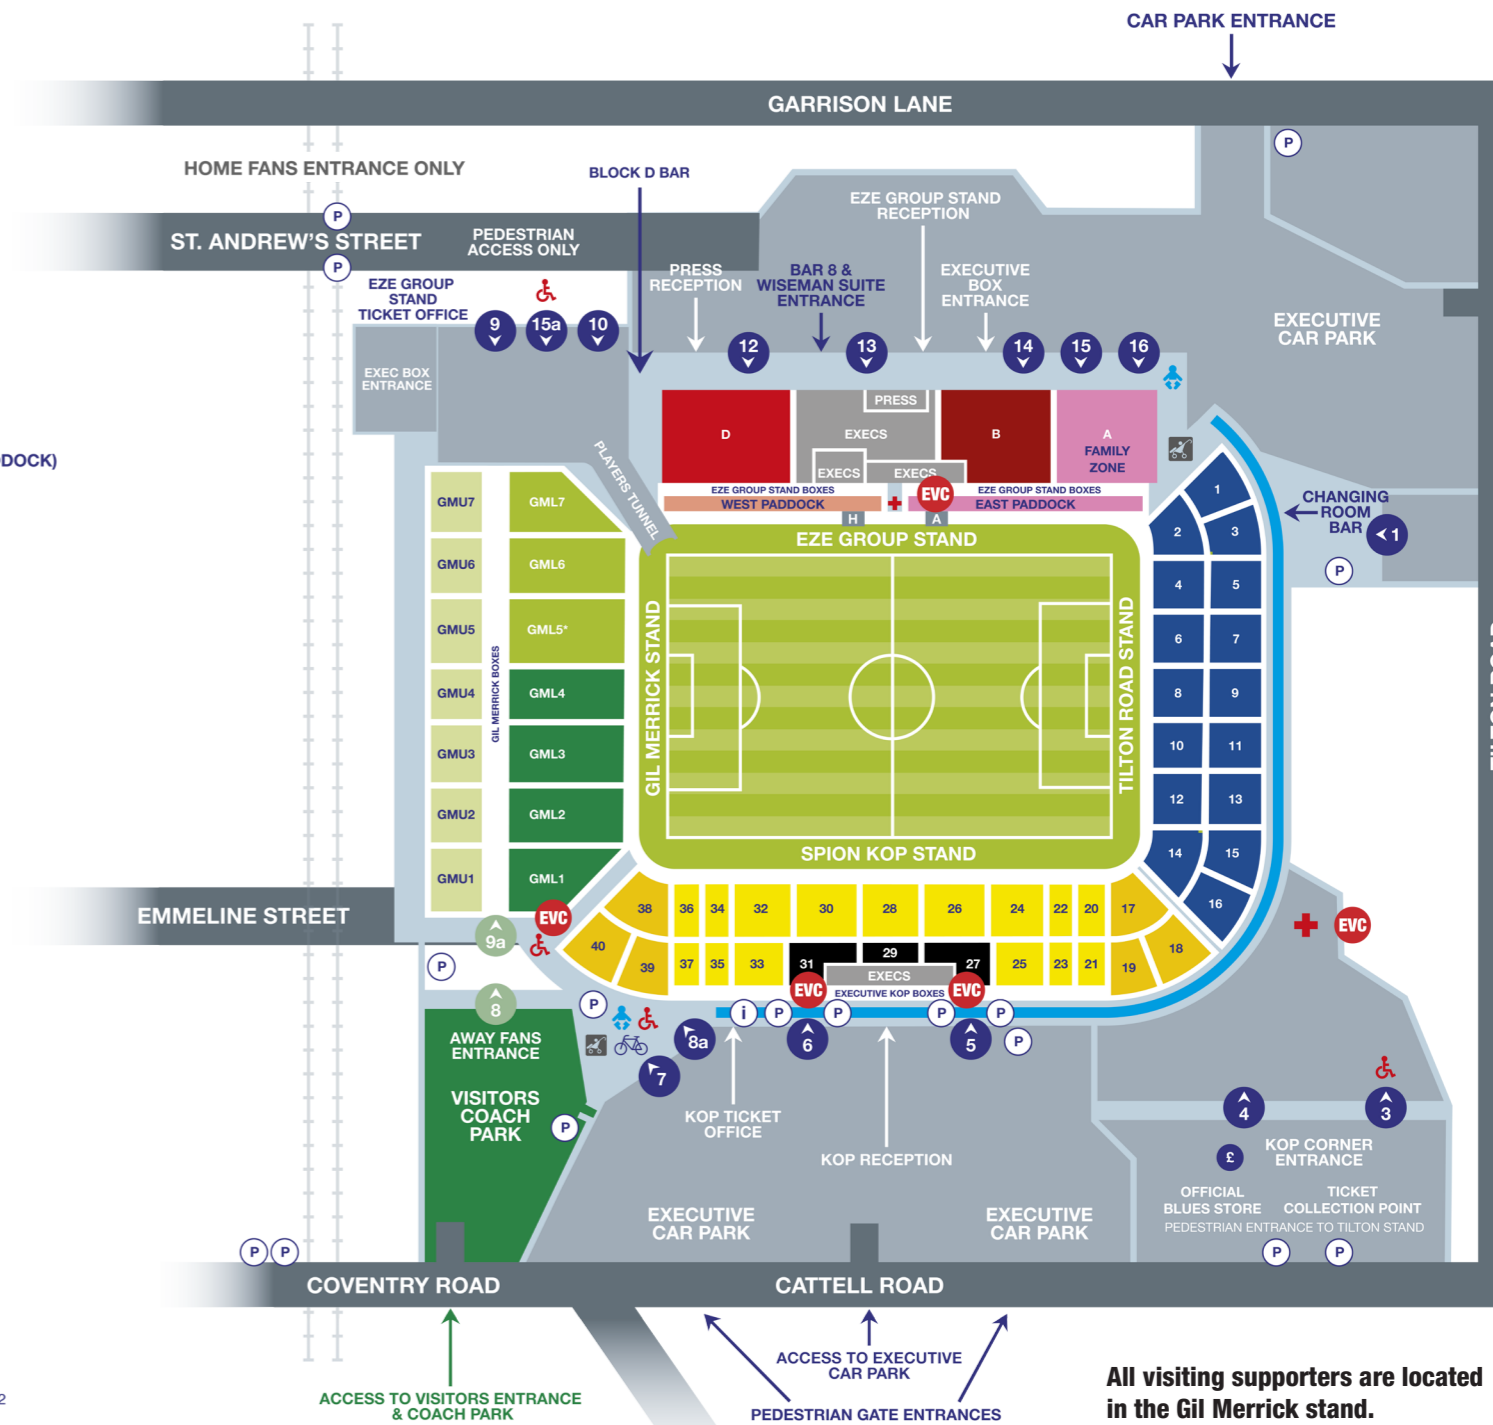 CAR PARK ENTRANCE
GARRISON LANE
P
HOME FANS ENTRANCE ONLY
BLOCK D BAR
P
ST. ANDREW'S STREET
PEDESTRIAN
ACCESS ONLY
P
EZE GROUP STAND
RECEPTION
PRESS
RECEPTION
BAR 8 &
WISEMAN SUITE
ENTRANCE
EXECUTIVE
BOX
ENTRANCE
EZE GROUP
STAND
TICKET OFFICE
9
15a
10
12
13
14
15
16
EXECUTIVE
CAR PARK
EXEC BOX
ENTRANCE
PLAYERS TUNNEL
D
PRESS
EXECS
EXECS
EXECS
B
A
FAMILY
ZONE
DOCK)
EZE GROUP STAND BOXES
EVC
EZE GROUP STAND BOXES
WEST PADDOCK
EAST PADDOCK
H
A
EZE GROUP STAND
GIL MERRICK STAND
TILTON ROAD STAND
SPION KOP STAND
CHANGING
ROOM
BAR
1
P
TILTON ROAD
GMU7
GML7
GMU6
GML6
GMU5
GML5*
GMU4
GML4
GMU3
GML3
GMU2
GML2
GMU1
GML1
GIL MERRICK BOXES
1
2
3
4
5
6
7
8
9
10
11
12
13
14
15
16
EMMELINE STREET
EVC
9a
P
38
36
34
32
30
28
26
24
22
20
17
40
39
37
35
33
31
29
27
25
23
21
19
18
EXECS
EVC
EXECUTIVE KOP BOXES
EVC
EVC
8
P
i
P
P
P
P
P
8a
7
6
5
AWAY FANS
ENTRANCE
VISITORS
COACH
PARK
P
KOP TICKET
OFFICE
KOP RECEPTION
4
3
£
KOP CORNER
ENTRANCE
OFFICIAL
BLUES STORE
TICKET
COLLECTION POINT
PEDESTRIAN ENTRANCE TO TILTON STAND
P
P
EXECUTIVE
CAR PARK
EXECUTIVE
CAR PARK
P
P
COVENTRY ROAD
CATTELL ROAD
ACCESS TO VISITORS ENTRANCE
& COACH PARK
ACCESS TO EXECUTIVE
CAR PARK
PEDESTRIAN GATE ENTRANCES
All visiting supporters are located
in the Gil Merrick stand.
2